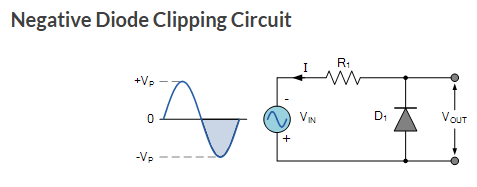 Negative Diode Clipping Circuit
+VP
0
-VP
I
R1
-
VIN
+
D1
VOUT